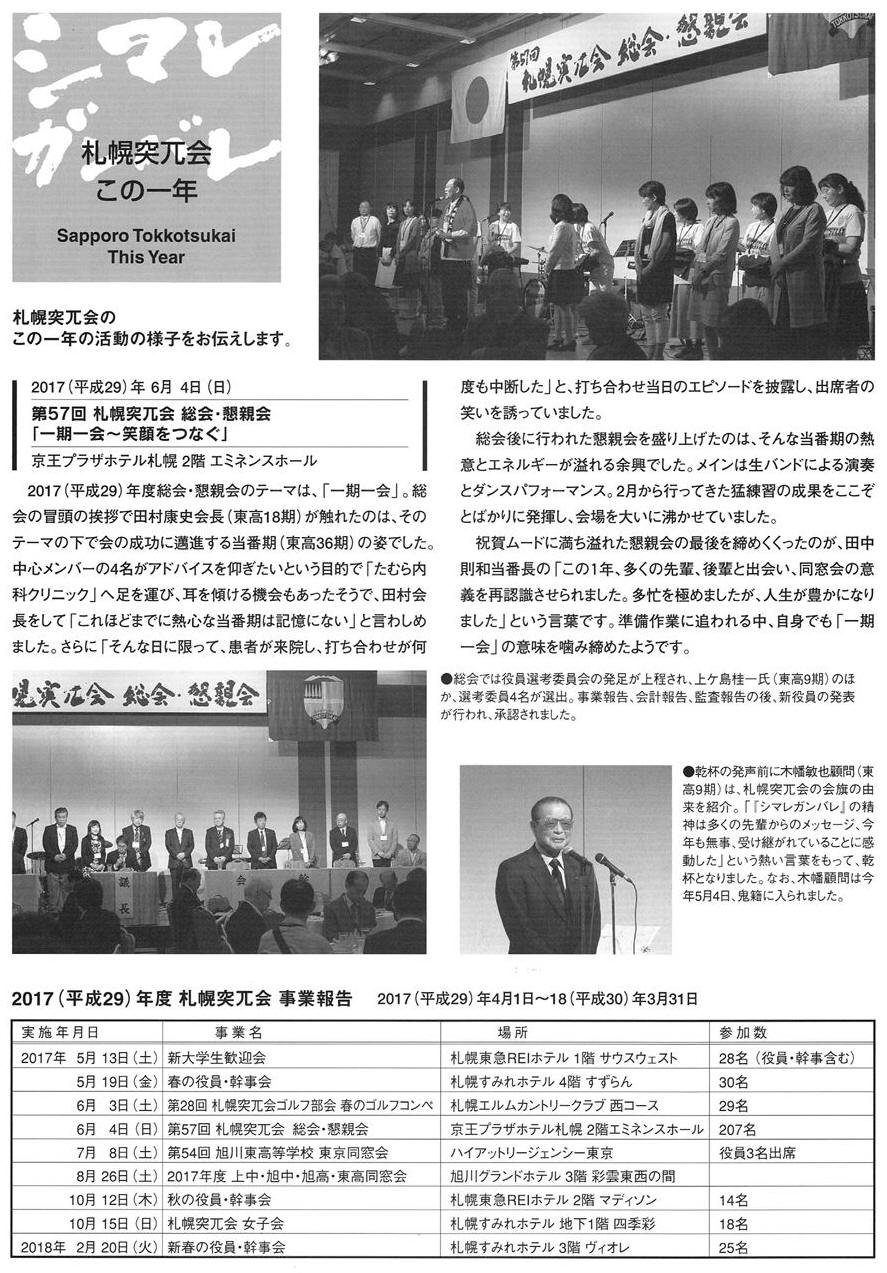 シマレ
ガンバレ
札幌突兀会
この一年
Sapporo Tokkotsukai
This Year
札幌突兀会の
この一年の活動の様子をお伝えします。
第57回 札幌突兀会 総会・懇親会
TOKKOTSUKAI
2017（平成29）年 6月 4日（日）
第57回 札幌突兀会 総会・懇親会
「一期一会～笑顔をつなぐ」
京王プラザホテル札幌 2階 エミネンスホール
2017（平成29）年度総会・懇親会のテーマは、「一期一会」。総
会の冒頭の挨拶で田村康史会長（東高18期）が触れたのは、その
テーマの下で会の成功に邁進する当番期（東高36期）の姿でした。
中心メンバーの4名がアドバイスを仰ぎたいという目的で「たむら内
科クリニック」へ足を運び、耳を傾ける機会もあったそうで、田村会
長をして「これほどまでに熱心な当番期は記憶にない」と言わしめ
ました。さらに「そんな日に限って、患者が来院し、打ち合わせが何
度も中断した」と、打ち合わせ当日のエピソードを披露し、出席者の
笑いを誘っていました。
総会後に行われた懇親会を盛り上げたのは、そんな当番期の熱
意とエネルギーが溢れる余興でした。メインは生バンドによる演奏
とダンスパフォーマンス。2月から行ってきた猛練習の成果をここぞ
とばかりに発揮し、会場を大いに沸かせていました。
祝賀ムードに満ち溢れた懇親会の最後を締めくくったのが、田中
則和当番長の「この1年、多くの先輩、後輩と出会い、同窓会の意
義を再認識させられました。多忙を極めましたが、人生が豊かになり
ました」という言葉です。準備作業に追われる中、自身でも「一期
一会」の意味を噛み締めたようです。
幌突兀会 総会・懇親会
議長
会
幹
●総会では役員選考委員会の発足が上程され、上ケ島桂一氏（東高9期）のほ
か、選考委員4名が選出。事業報告、会計報告、監査報告の後、新役員の発表
が行われ、承認されました。
●乾杯の発声前に木幡敏也顧問（東
高9期）は、札幌突兀会の会旗の由
来を紹介。「『シマレガンバレ』の精
神は多くの先輩からのメッセージ、今
年も無事、受け継がれていることに感
動した」という熱い言葉をもって、乾
杯となりました。なお、木幡顧問は今
年5月4日、鬼籍に入られました。
2017（平成29）年度 札幌突兀会 事業報告 2017（平成29）年4月1日～18（平成30）年3月31日
実施年月日 事業名 場所 参加数
2017年 5月 13日（土） 新大学生歓迎会 札幌東急REIホテル 1階 サウスウェスト 28名（役員・幹事含む）
5月 19日（金） 春の役員・幹事会 札幌すみれホテル 4階 すずらん 30名
6月 3日（土） 第28回 札幌突兀会ゴルフ部会 春のゴルフコンペ 札幌エルムカントリークラブ 西コース 29名
6月 4日（日） 第57回 札幌突兀会 総会・懇親会 京王プラザホテル札幌 2階エミネンスホール 207名
7月 8日（土） 第54回 旭川東高等学校 東京同窓会 ハイアットリージェンシー東京 役員3名出席
8月 26日（土） 2017年度 上中・旭中・旭高・東高同窓会 旭川グランドホテル 3階 彩雲東西の間
10月 12日（木） 秋の役員・幹事会 札幌東急REIホテル 2階 マディソン 14名
10月 15日（日） 札幌突兀会 女子会 札幌すみれホテル 地下1階 四季彩 18名
2018年 2月 20日（火） 新春の役員・幹事会 札幌すみれホテル 3階 ヴィオレ 25名